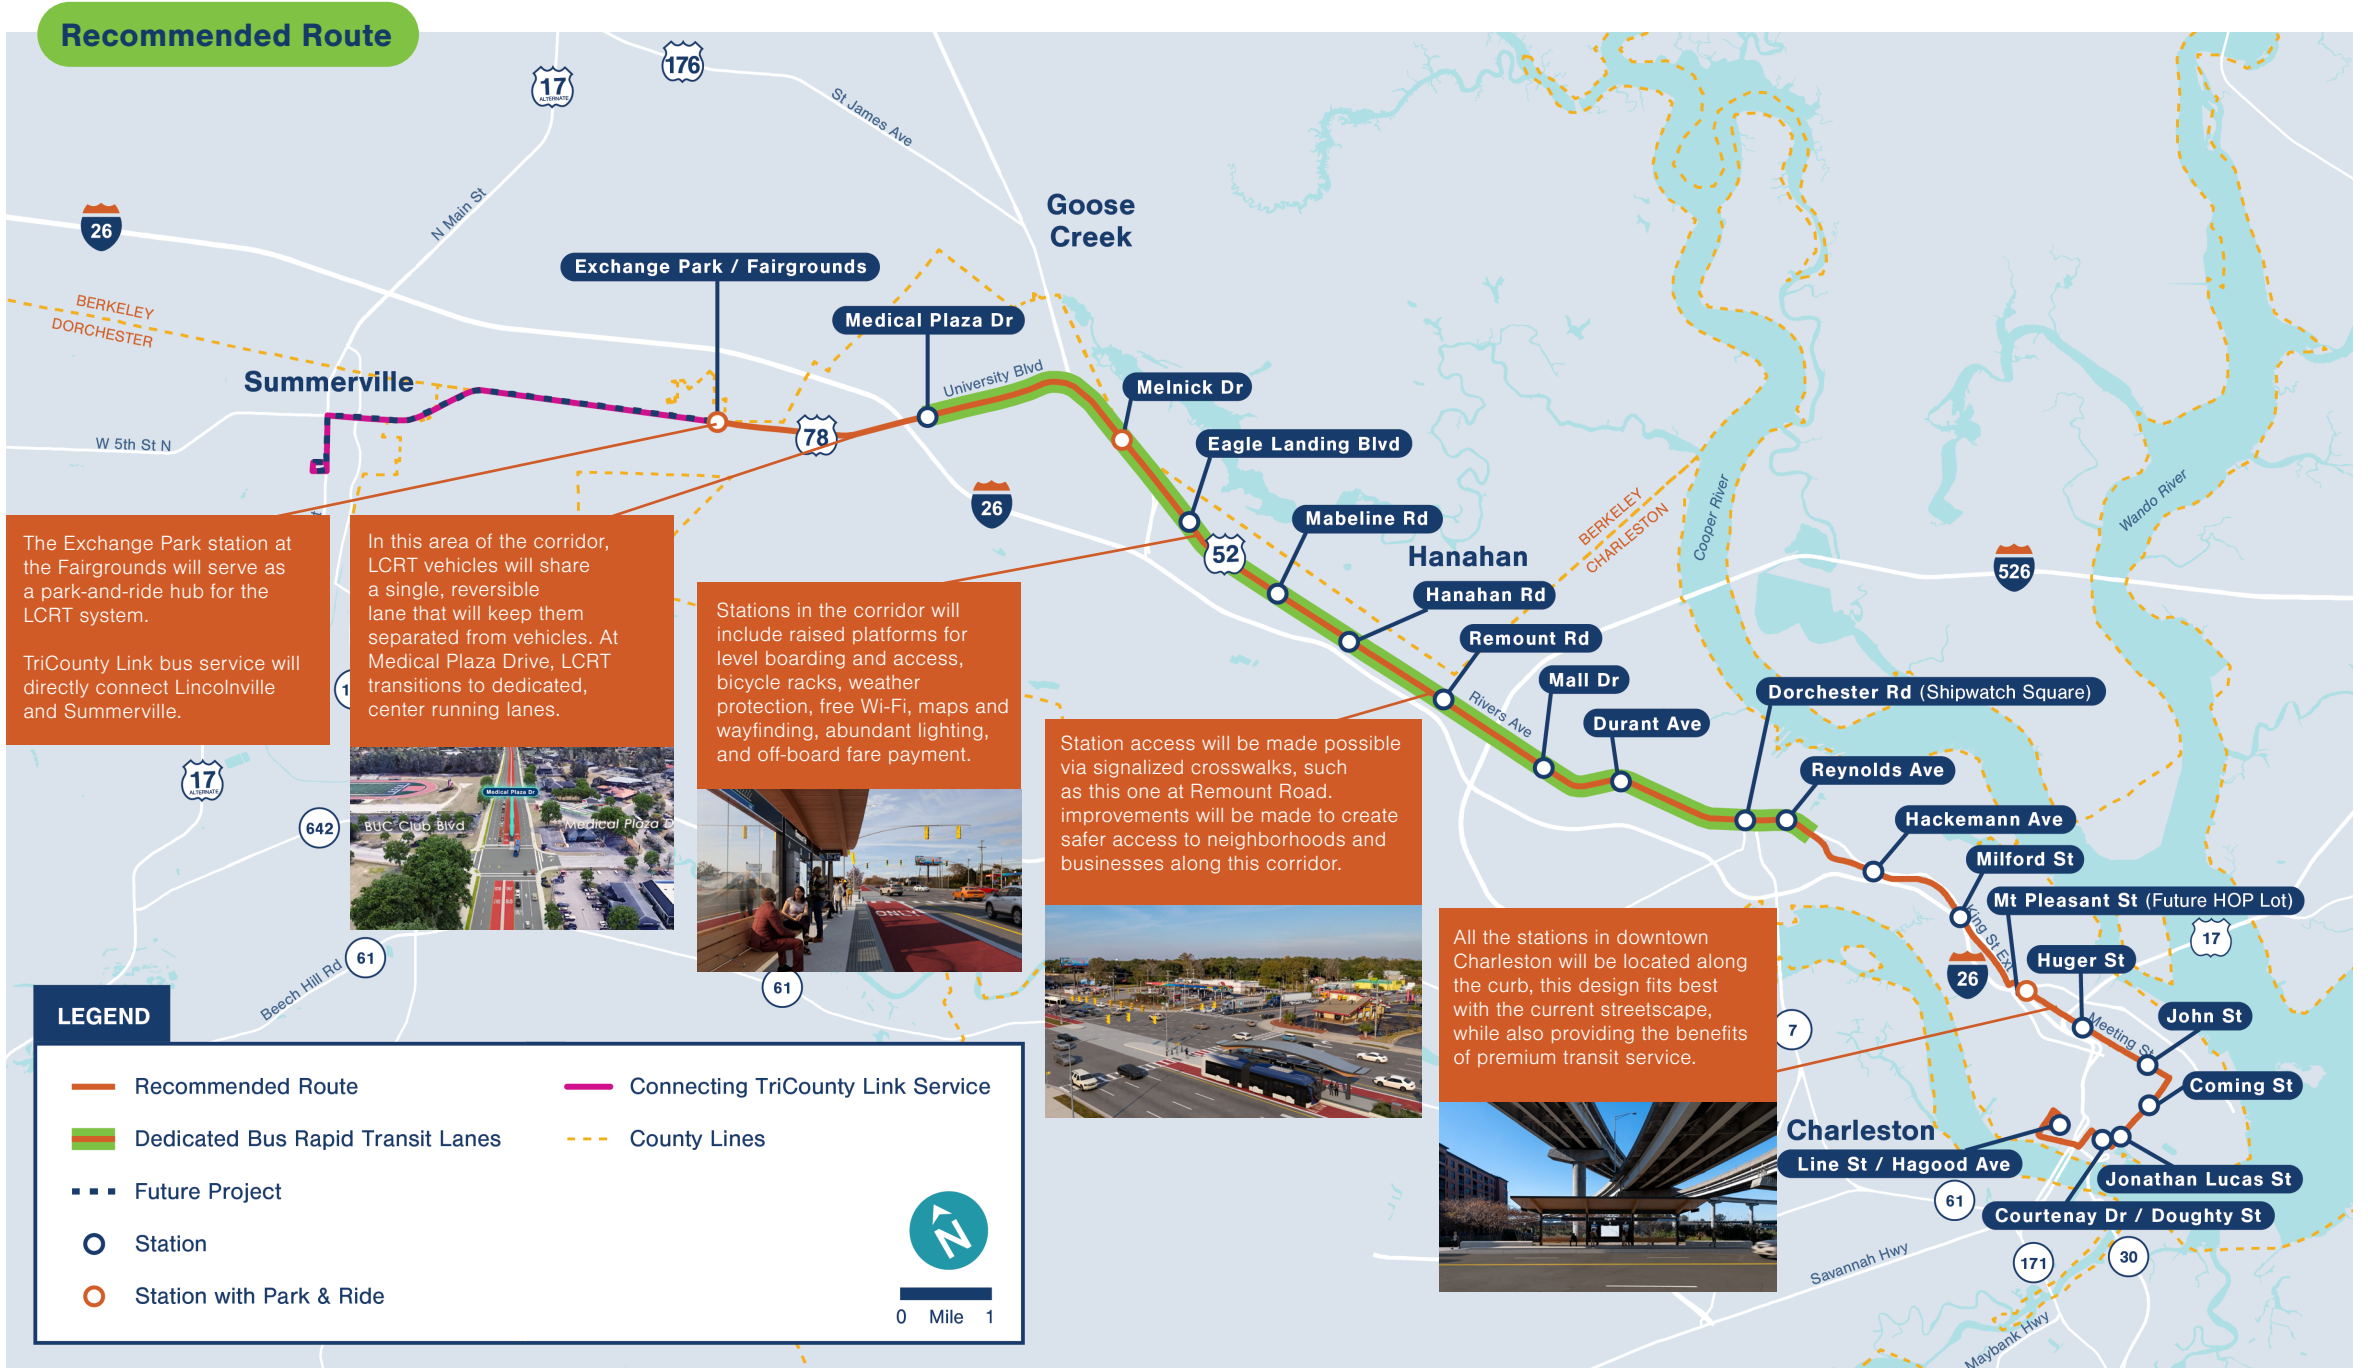 Recommended Route
176
17
ALTERNATE
St James Ave
N Main St
26
Goose
Creek
Exchange Park / Fairgrounds
BERKELEY
DORCHESTER
Medical Plaza Dr
University Blvd
Summerville
Melnick Dr
W 5th St N
78
Eagle Landing Blvd
26
Mabeline Rd
52
Hanahan
BERKELEY
CHARLESTON
Cooper River
Wando River
526
Hanahan Rd
Remount Rd
Rivers Ave
Mall Dr
Durant Ave
Dorchester Rd (Shipwatch Square)
Reynolds Ave
Hackemann Ave
Milford St
Mt Pleasant St (Future HOP Lot)
King St Ext
17
26
Huger St
John St
Meeting St
Coming St
7
Charleston
Line St / Hagood Ave
Jonathan Lucas St
61
Courtenay Dr / Doughty St
171
30
Savannah Hwy
Maybank Hwy
The Exchange Park station at
the Fairgrounds will serve as
a park-and-ride hub for the
LCRT system.
TriCounty Link bus service will
directly connect Lincolnville
and Summerville.
In this area of the corridor,
LCRT vehicles will share
a single, reversible
lane that will keep them
separated from vehicles. At
Medical Plaza Drive, LCRT
transitions to dedicated,
center running lanes.
Medical Plaza Dr
BUC Club Blvd
Medical Plaza D
Stations in the corridor will
include raised platforms for
level boarding and access,
bicycle racks, weather
protection, free Wi-Fi, maps and
wayfinding, abundant lighting,
and off-board fare payment.
ONLY
Station access will be made possible
via signalized crosswalks, such
as this one at Remount Road.
improvements will be made to create
safer access to neighborhoods and
businesses along this corridor.
All the stations in downtown
Charleston will be located along
the curb, this design fits best
with the current streetscape,
while also providing the benefits
of premium transit service.
1
17
ALTERNATE
642
61
Beech Hill Rd
61
LEGEND
Recommended Route
Connecting TriCounty Link Service
Dedicated Bus Rapid Transit Lanes
County Lines
Future Project
Station
Station with Park & Ride
N
0 Mile 1